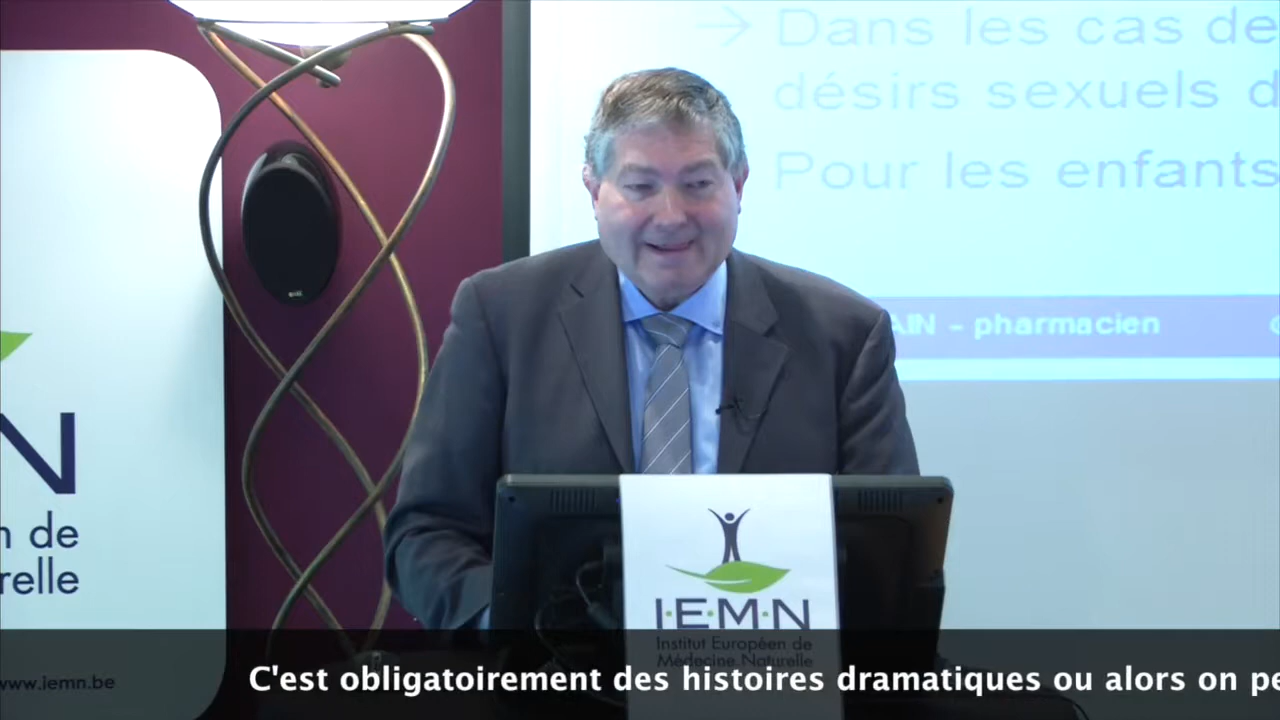 → Dans les cas de
désirs sexuels d
Pour les enfants
AIN - pharmacien
N
n de
relle
www.iemn.be
I·E·M·N
Institut Européen de
Médecine Naturelle
C'est obligatoirement des histoires dramatiques ou alors on pe